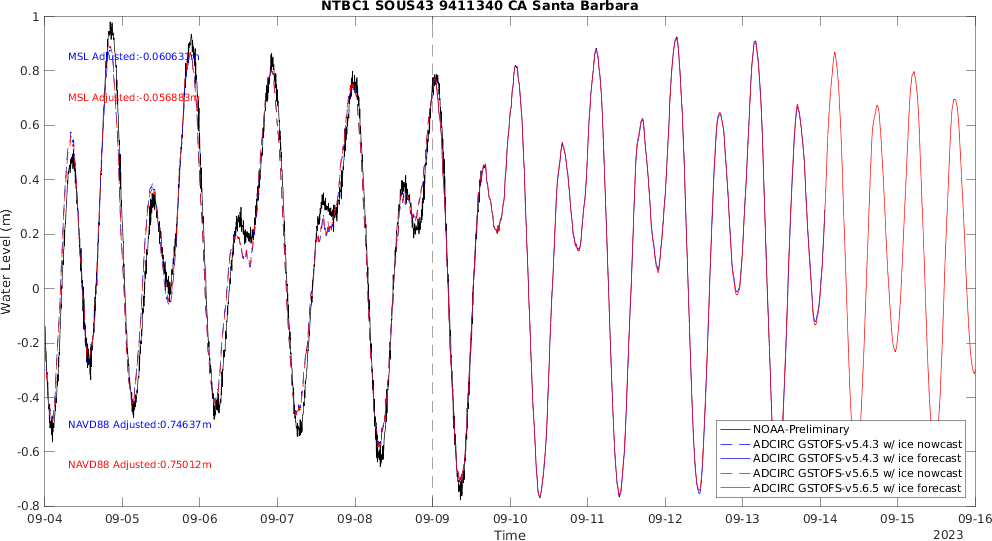 NTBC1 SOUS43 9411340 CA Santa Barbara
MSL Adjusted:-0.060637m
MSL Adjusted:-0.056883m
NAVD88 Adjusted:0.74637m
NAVD88 Adjusted:0.75012m
Water Level (m)
1
0.8
0.6
0.4
0.2
0
-0.2
-0.4
-0.6
-0.8
NOAA-Preliminary
ADCIRC GSTOFS-v5.4.3 w/ ice nowcast
ADCIRC GSTOFS-v5.4.3 w/ ice forecast
ADCIRC GSTOFS-v5.6.5 w/ ice nowcast
ADCIRC GSTOFS-v5.6.5 w/ ice forecast
09-04 09-05 09-06 09-07 09-08 09-09 09-10 09-11 09-12 09-13 09-14 09-15 09-16
Time
2023